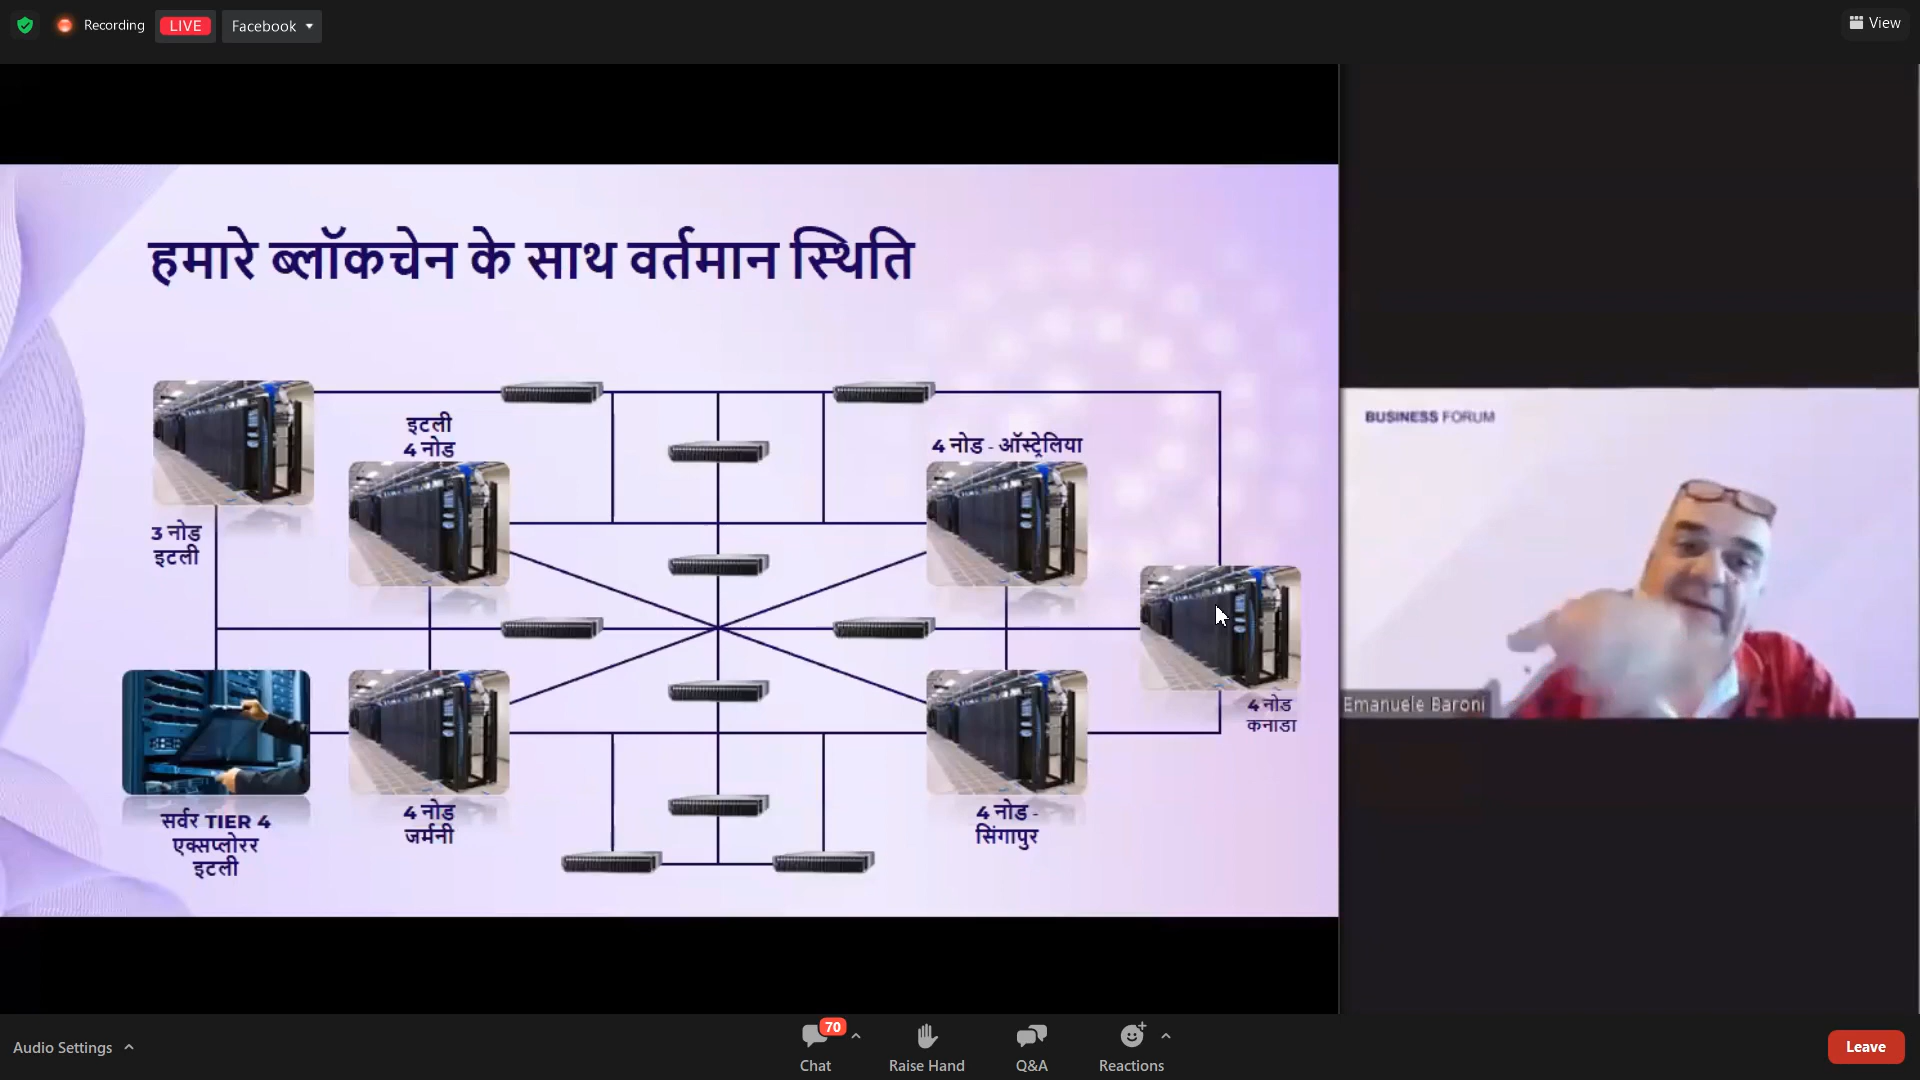 Recording
LIVE
Facebook
View
हमारे ब्लॉकचेन के साथ वर्तमान स्थिति
इटली
4 नोड
4 नोड - ऑस्ट्रेलिया
3 नोड
इटली
4 नोड
कनाडा
सर्वर TIER 4
एक्सप्लोरर
इटली
4 नोड
जर्मनी
4 नोड -
सिंगापुर
BUSINESS FORUM
Emanuele Baroni
Audio Settings
70
Chat
Raise Hand
Q&A
Reactions
Leave